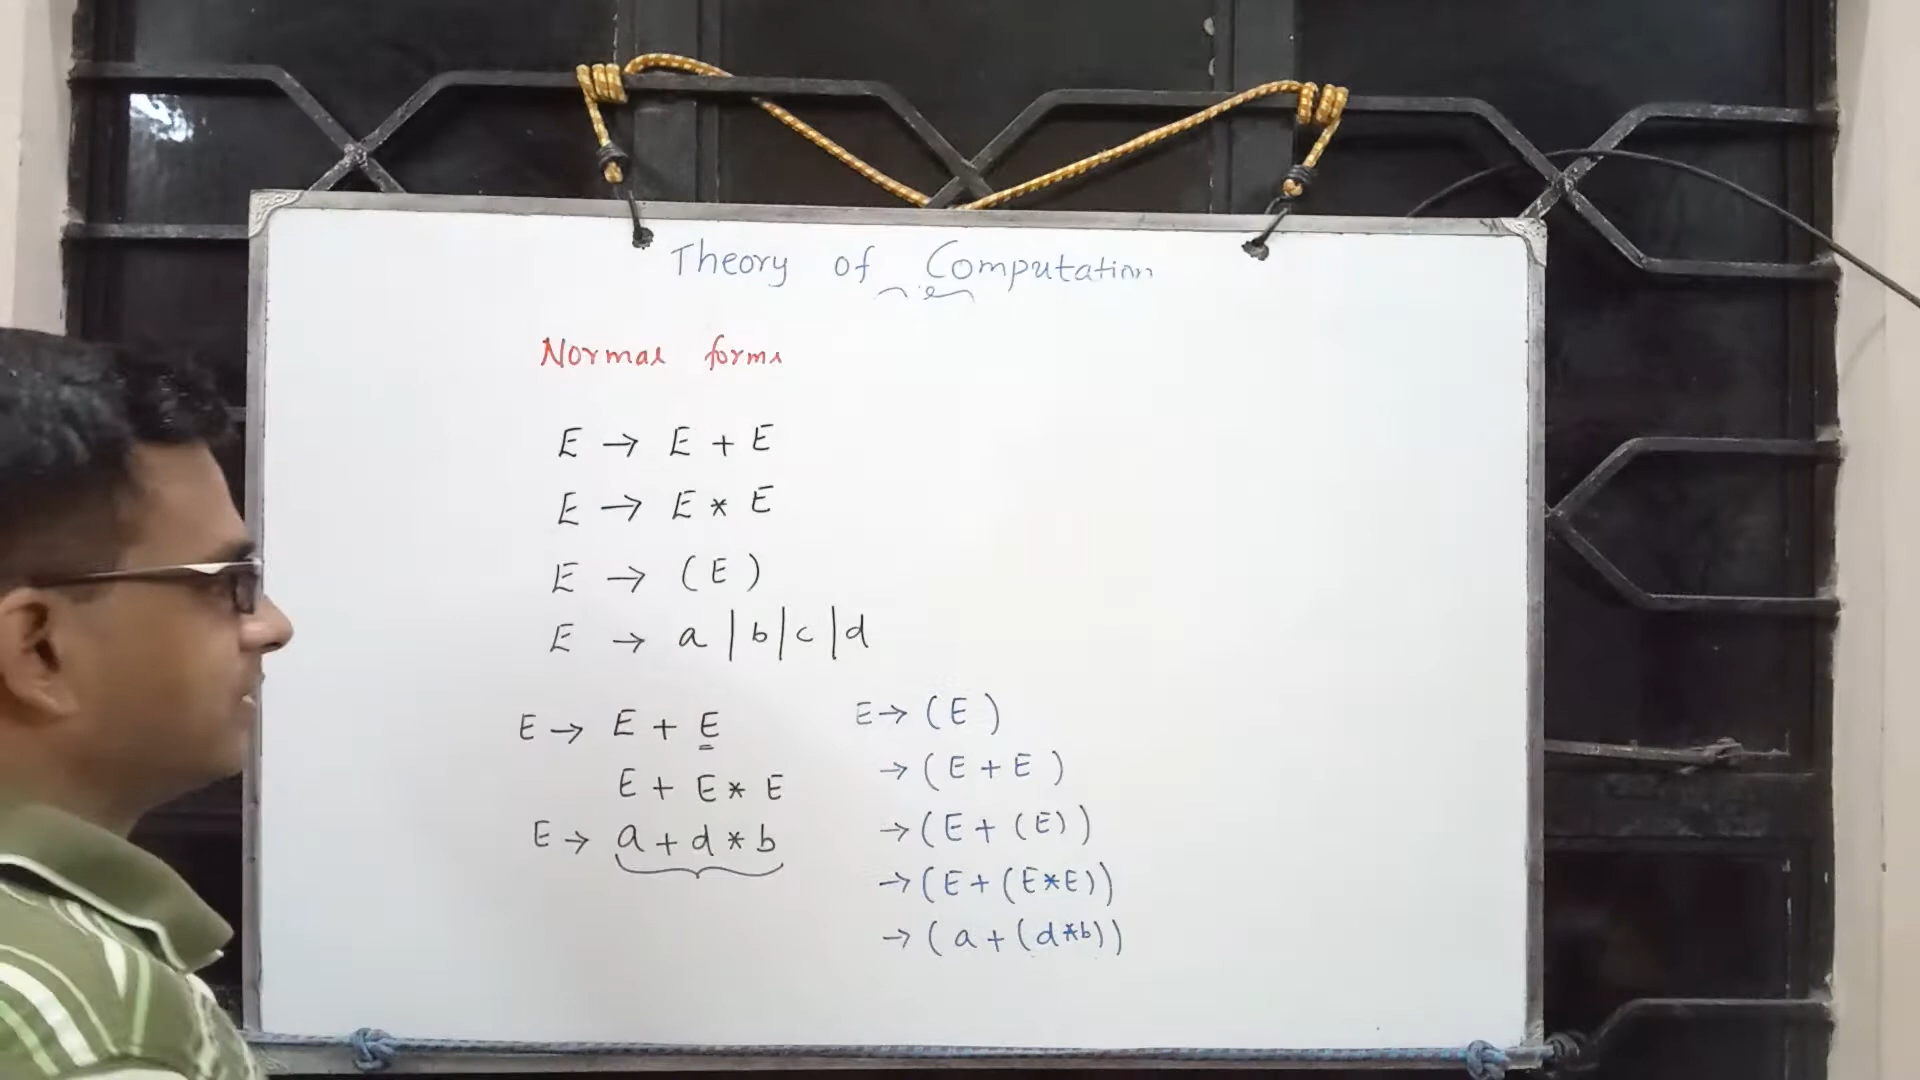 Theory of Computation
Normal forms
E → E + E
E → E * E
E → (E)
E → a | b | c | d
E → E + E
E + E * E
E → a + d * b
E → (E)
→ (E + E)
→ (E + (E))
→ (E + (E*E))
→ (a + (d*b))